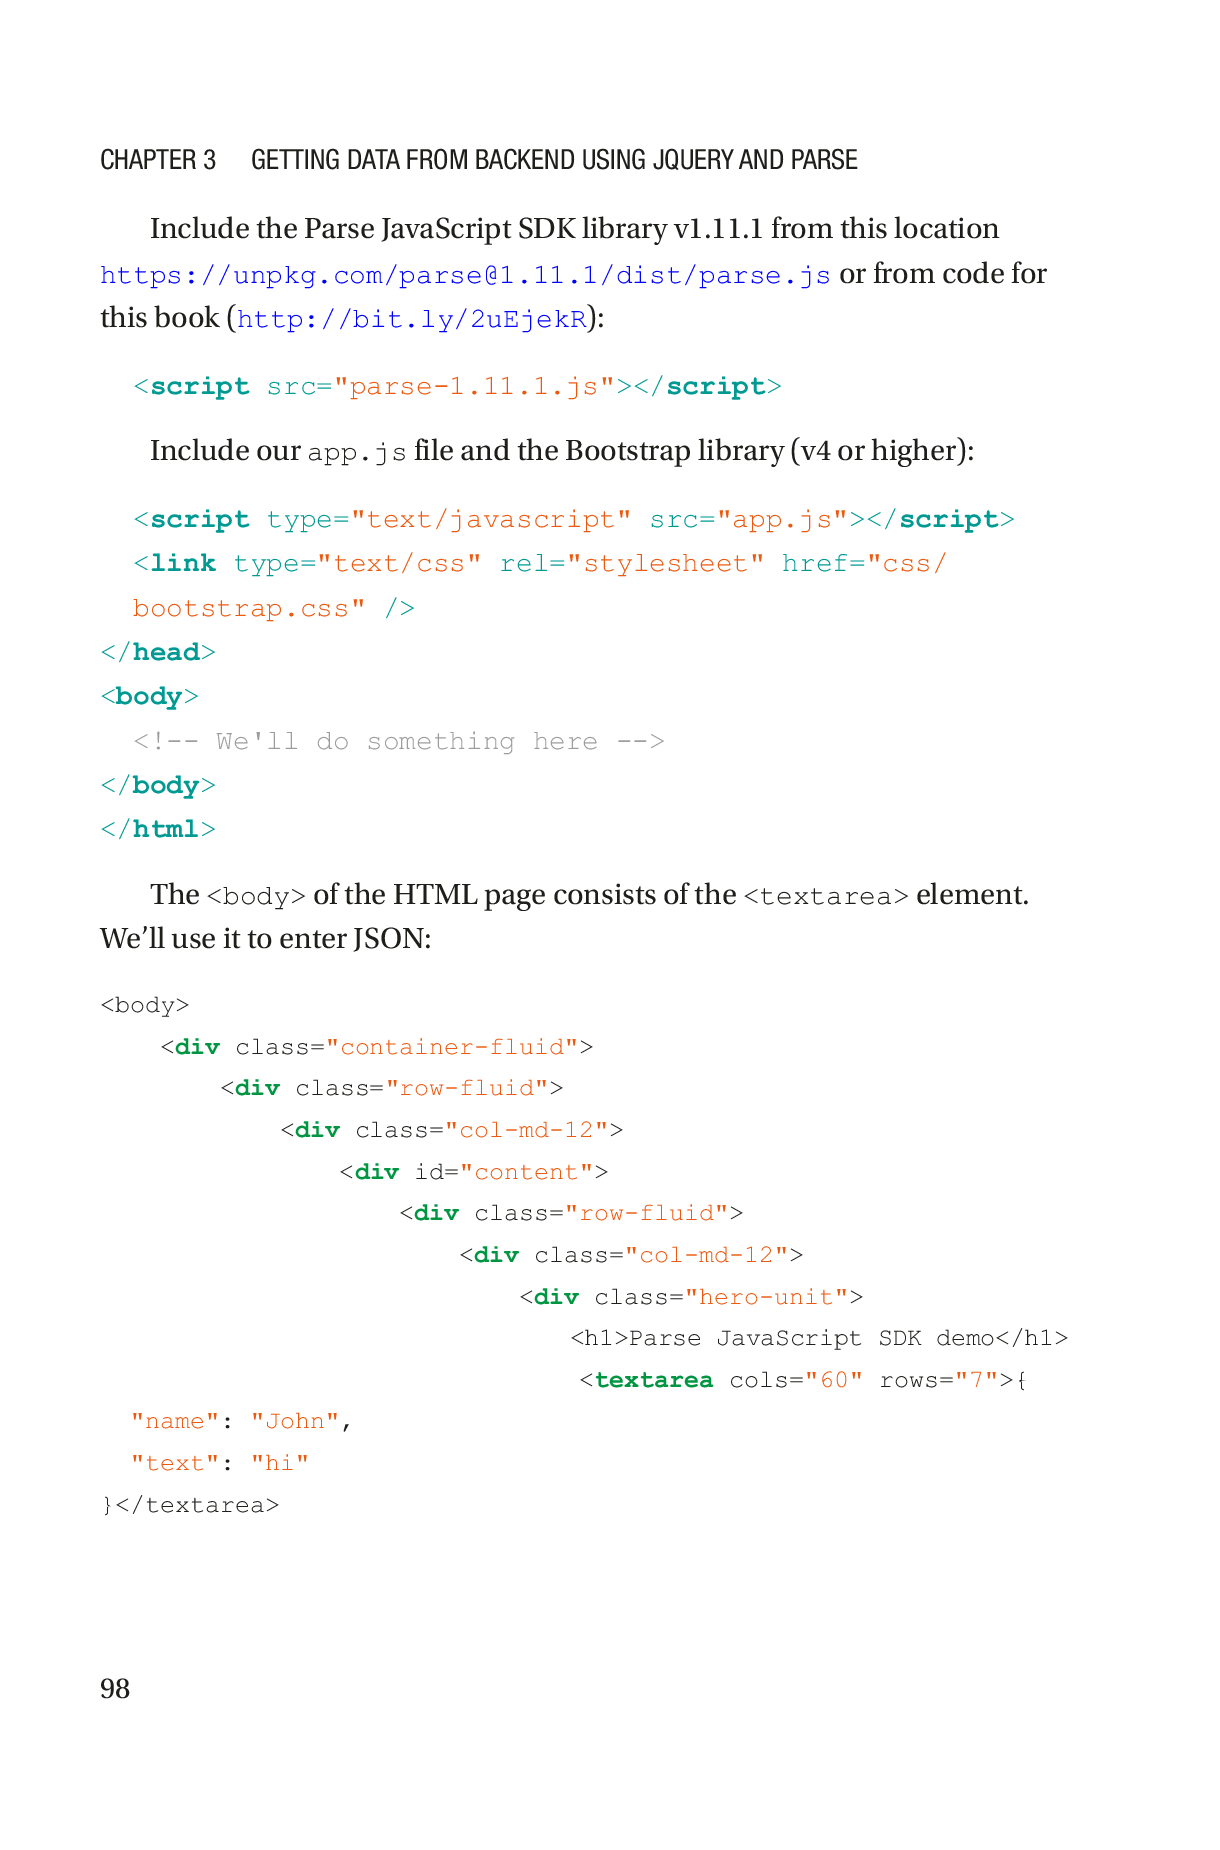 CHAPTER 3 GETTING DATA FROM BACKEND USING JQUERY AND PARSE
Include the Parse JavaScript SDK library v1.11.1 from this location
https://unpkg.com/parse@1.11.1/dist/parse.js or from code for
this book (http://bit.ly/2uEjekR):
<script src="parse-1.11.1.js"></script>
Include our app.js file and the Bootstrap library (v4 or higher):
<script type="text/javascript" src="app.js"></script>
<link type="text/css" rel="stylesheet" href="css/
bootstrap.css" />
</head>
<body>
<!-- We'll do something here -->
</body>
</html>
The <body> of the HTML page consists of the <textarea> element.
We’ll use it to enter JSON:
<body>
<div class="container-fluid">
<div class="row-fluid">
<div class="col-md-12">
<div id="content">
<div class="row-fluid">
<div class="col-md-12">
<div class="hero-unit">
<h1>Parse JavaScript SDK demo</h1>
<textarea cols="60" rows="7">{
"name": "John",
"text": "hi"
}</textarea>
98